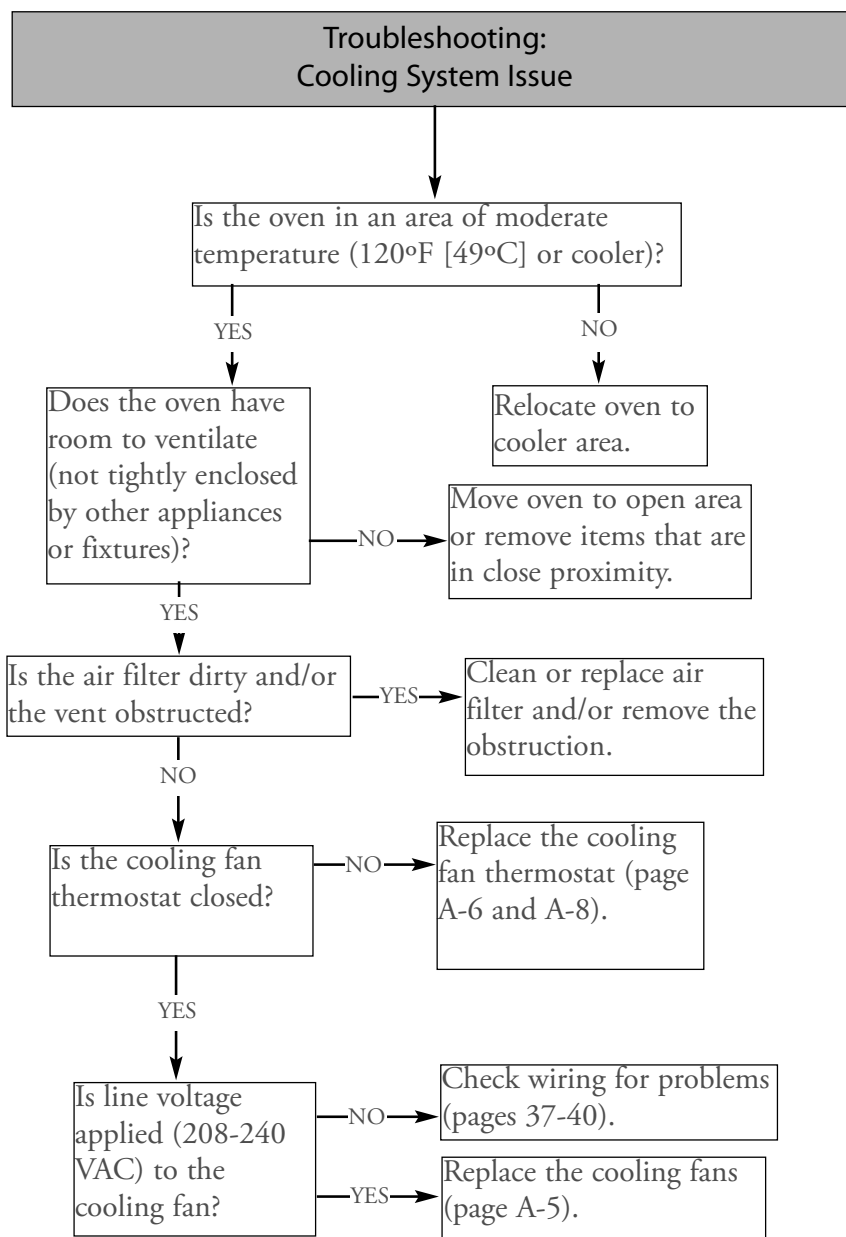 Troubleshooting:
Cooling System Issue
Is the oven in an area of moderate
temperature (120ºF [49ºC] or cooler)?
YES
NO
Does the oven have
room to ventilate
(not tightly enclosed
by other appliances
or fixtures)?
Relocate oven to
cooler area.
NO
Move oven to open area
or remove items that are
in close proximity.
YES
Is the air filter dirty and/or
the vent obstructed?
YES
Clean or replace air
filter and/or remove the
obstruction.
NO
Is the cooling fan
thermostat closed?
NO
Replace the cooling
fan thermostat (page
A-6 and A-8).
YES
Is line voltage
applied (208-240
VAC) to the
cooling fan?
NO
Check wiring for problems
(pages 37-40).
YES
Replace the cooling fans
(page A-5).